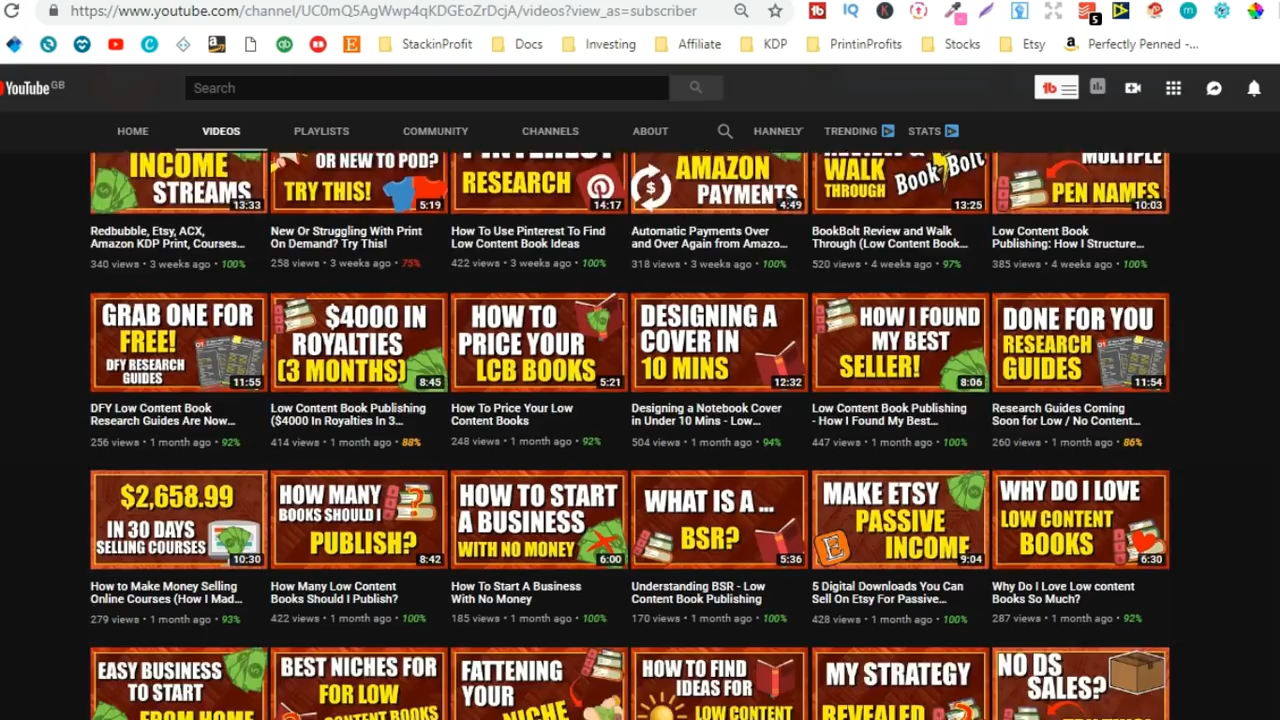 https://www.youtube.com/channel/UC0mQ5AgWwp4qKDGEoZrDcjA/videos?view_as=subscriber
StackinProfit Docs Investing Affiliate KDP PrintinProfits Stocks Etsy Perfectly Penned -...
YouTube GB Search
HOME VIDEOS PLAYLISTS COMMUNITY CHANNELS ABOUT HANNELY TRENDING STATS
INCOME STREAMS 13:33
OR NEW TO POD? TRY THIS! 5:19
PINTEREST RESEARCH 14:17
AMAZON PAYMENTS 4:49
WALK THROUGH Book Bolt 13:25
MULTIPLE PEN NAMES 10:03
Redbubble, Etsy, ACX,
Amazon KDP Print, Courses...
340 views • 3 weeks ago • 100%
New Or Struggling With Print
On Demand? Try This!
258 views • 3 weeks ago • 75%
How To Use Pinterest To Find
Low Content Book Ideas
422 views • 3 weeks ago • 100%
Automatic Payments Over
and Over Again from Amazo...
318 views • 3 weeks ago • 100%
BookBolt Review and Walk
Through (Low Content Book...
520 views • 4 weeks ago • 97%
Low Content Book
Publishing: How I Structure...
385 views • 4 weeks ago • 100%
GRAB ONE FOR
FREE!
DFY RESEARCH
GUIDES
11:55
$4000 IN
ROYALTIES
(3 MONTHS)
8:45
HOW TO
PRICE YOUR
LCB BOOKS
5:21
DESIGNING A
COVER IN
10 MINS
12:32
HOW I FOUND
MY BEST
SELLER!
8:06
DONE FOR YOU
RESEARCH
GUIDES
11:54
DFY Low Content Book
Research Guides Are Now...
256 views • 1 month ago • 92%
Low Content Book Publishing
($4000 In Royalties In 3...
414 views • 1 month ago • 88%
How To Price Your Low
Content Books
248 views • 1 month ago • 92%
Designing a Notebook Cover
in Under 10 Mins - Low...
504 views • 1 month ago • 94%
Low Content Book Publishing
- How I Found My Best...
447 views • 1 month ago • 100%
Research Guides Coming
Soon for Low / No Content...
260 views • 1 month ago • 86%
$2,658.99
IN 30 DAYS
SELLING COURSES
10:30
HOW MANY
BOOKS SHOULD I
PUBLISH?
8:42
HOW TO START
A BUSINESS
WITH NO MONEY
6:00
WHAT IS A ...
BSR?
5:36
MAKE ETSY
PASSIVE
INCOME
9:04
WHY DO I LOVE
LOW CONTENT
BOOKS
6:30
How to Make Money Selling
Online Courses (How I Mad...
279 views • 1 month ago • 93%
How Many Low Content
Books Should I Publish?
422 views • 1 month ago • 100%
How To Start A Business
With No Money
185 views • 1 month ago • 100%
Understanding BSR - Low
Content Book Publishing
170 views • 1 month ago • 100%
5 Digital Downloads You Can
Sell On Etsy For Passive...
428 views • 1 month ago • 100%
Why Do I Love Low content
Books So Much?
287 views • 1 month ago • 92%
EASY BUSINESS
TO START
FROM HOME
BEST NICHES FOR
FOR LOW
CONTENT BOOKS
FATTENING
YOUR
NICHE
HOW TO FIND
IDEAS FOR
LOW CONTENT
MY STRATEGY
REVEALED
NO DS
SALES?
TRY THIS!